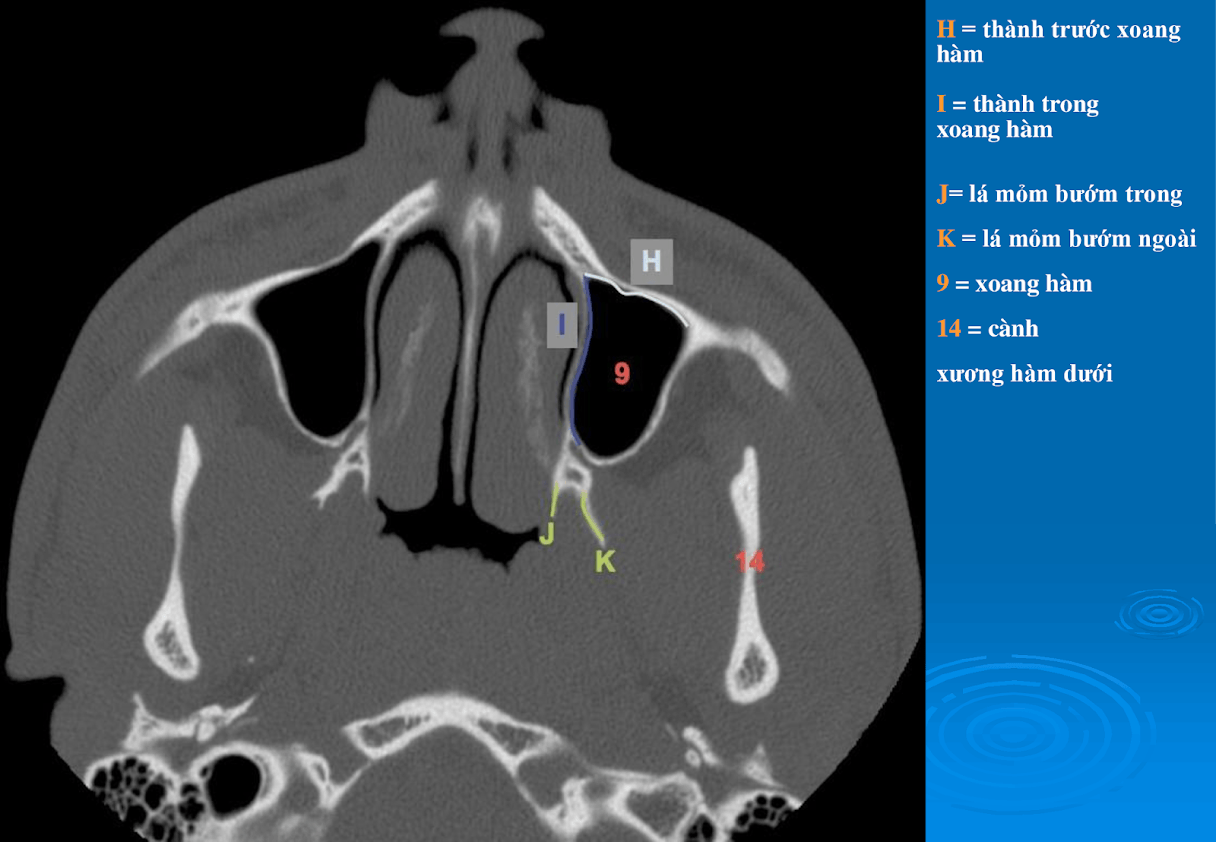 H = thành trước xoang
hàm
I = thành trong
xoang hàm
J= lá mỏm bướm trong
K = lá mỏm bướm ngoài
9 = xoang hàm
14 = cành
xương hàm dưới
H
I
9
J
K
14